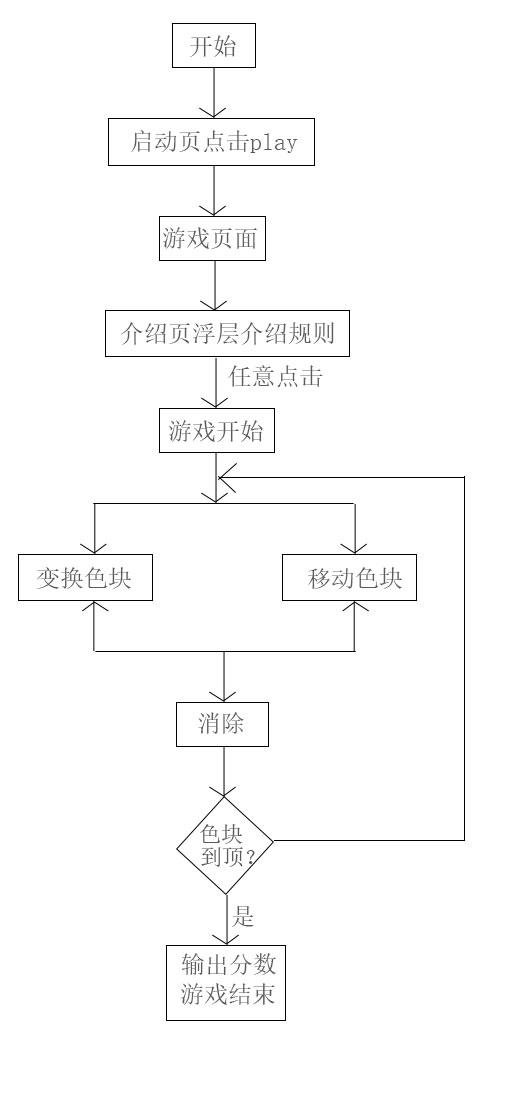 开始
启动页点击play
游戏页面
介绍页浮层介绍规则
任意点击
游戏开始
变换色块
移动色块
消除
色块
到顶?
是
输出分数
游戏结束